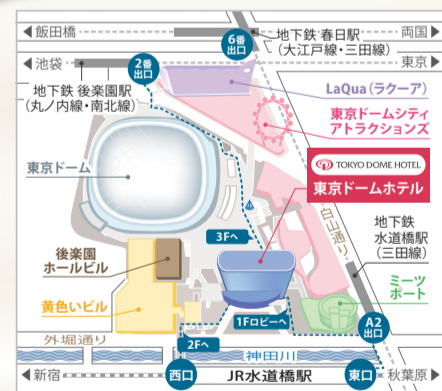 飯田橋
6番
出口
地下鉄 春日駅
(大江戸線・三田線)
両国
池袋
2番
出口
東京
地下鉄 後楽園駅
(丸ノ内線・南北線)
LaQua(ラクーア)
東京ドームシティ
アトラクションズ
東京ドーム
TOKYO DOME HOTEL
東京ドームホテル
白山通り
3Fへ
地下鉄
水道橋駅
(三田線)
後楽園
ホールビル
黄色いビル
ミーツ
ポート
1Fロビーへ
A2
出口
外堀通り
2Fへ
神田川
新宿
西口
JR水道橋駅
東口
秋葉原